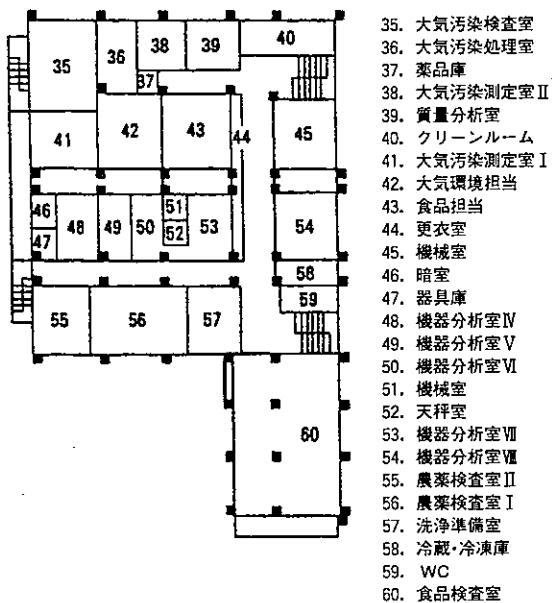 35. 大気汚染検査室
36. 大気汚染処理室
37. 薬品庫
38. 大気汚染測定室Ⅱ
39. 質量分析室
40. クリーンルーム
41. 大気汚染測定室Ⅰ
42. 大気環境担当
43. 食品担当
44. 更衣室
45. 機械室
46. 暗室
47. 器具庫
48. 機器分析室Ⅳ
49. 機器分析室Ⅴ
50. 機器分析室Ⅵ
51. 機械室
52. 天秤室
53. 機器分析室Ⅶ
54. 機器分析室Ⅷ
55. 農薬検査室Ⅱ
56. 農薬検査室Ⅰ
57. 洗浄準備室
58. 冷蔵・冷凍庫
59. WC
60. 食品検査室
35
36
38
39
40
37
41
42
43
44
45
46
47
48
49
50
51
52
53
54
58
59
55
56
57
60